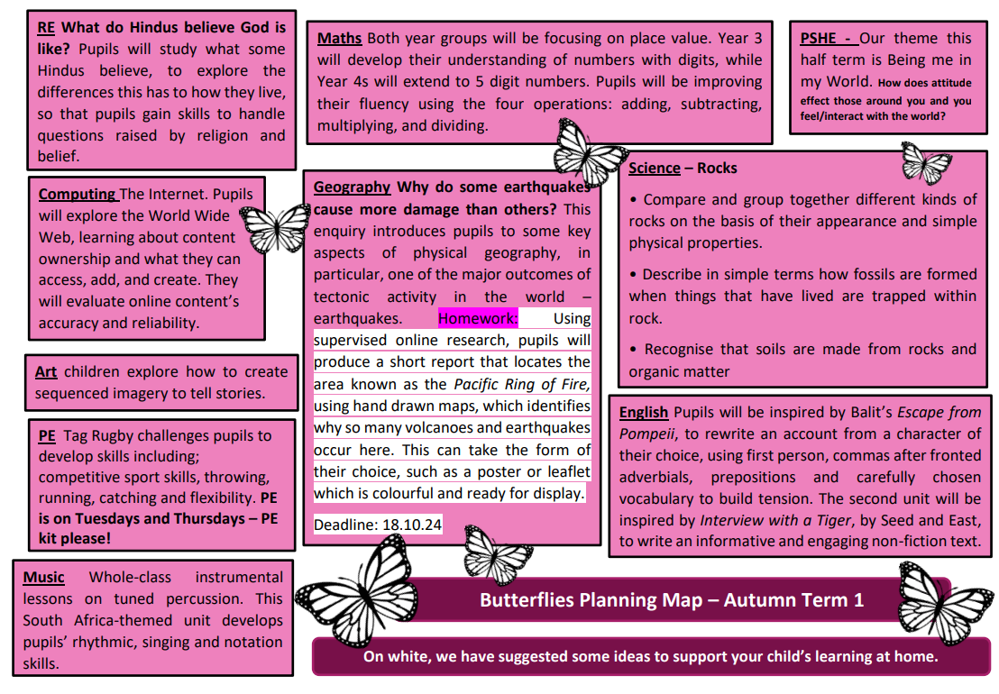 RE What do Hindus believe God is
like? Pupils will study what some
Hindus believe, to explore the
differences this has to how they live,
so that pupils gain skills to handle
questions raised by religion and
belief.
Maths Both year groups will be focusing on place value. Year 3
will develop their understanding of numbers with digits, while
Year 4s will extend to 5 digit numbers. Pupils will be improving
their fluency using the four operations: adding, subtracting,
multiplying, and dividing.
PSHE - Our theme this
half term is Being me in
my World. How does attitude
effect those around you and you
feel/interact with the world?
Computing The Internet. Pupils
will explore the World Wide
Web, learning about content
ownership and what they can
access, add, and create. They
will evaluate online content's
accuracy and reliability.
Geography Why do some earthquakes
cause more damage than others? This
enquiry introduces pupils to some key
aspects of physical geography, in
particular, one of the major outcomes of
tectonic activity in the world –
earthquakes. Homework: Using
supervised online research, pupils will
produce a short report that locates the
area known as the Pacific Ring of Fire,
using hand drawn maps, which identifies
why so many volcanoes and earthquakes
occur here. This can take the form of
their choice, such as a poster or leaflet
which is colourful and ready for display.
Deadline: 18.10.24
Science – Rocks
• Compare and group together different kinds of
rocks on the basis of their appearance and simple
physical properties.
• Describe in simple terms how fossils are formed
when things that have lived are trapped within
rock.
• Recognise that soils are made from rocks and
organic matter
Art children explore how to create
sequenced imagery to tell stories.
PE Tag Rugby challenges pupils to
develop skills including;
competitive sport skills, throwing,
running, catching and flexibility. PE
is on Tuesdays and Thursdays – PE
kit please!
English Pupils will be inspired by Balit's Escape from
Pompeii, to rewrite an account from a character of
their choice, using first person, commas after fronted
adverbials, prepositions and carefully chosen
vocabulary to build tension. The second unit will be
inspired by Interview with a Tiger, by Seed and East,
to write an informative and engaging non-fiction text.
Music Whole-class instrumental
lessons on tuned percussion. This
South Africa-themed unit develops
pupils' rhythmic, singing and notation
skills.
Butterflies Planning Map – Autumn Term 1
On white, we have suggested some ideas to support your child's learning at home.